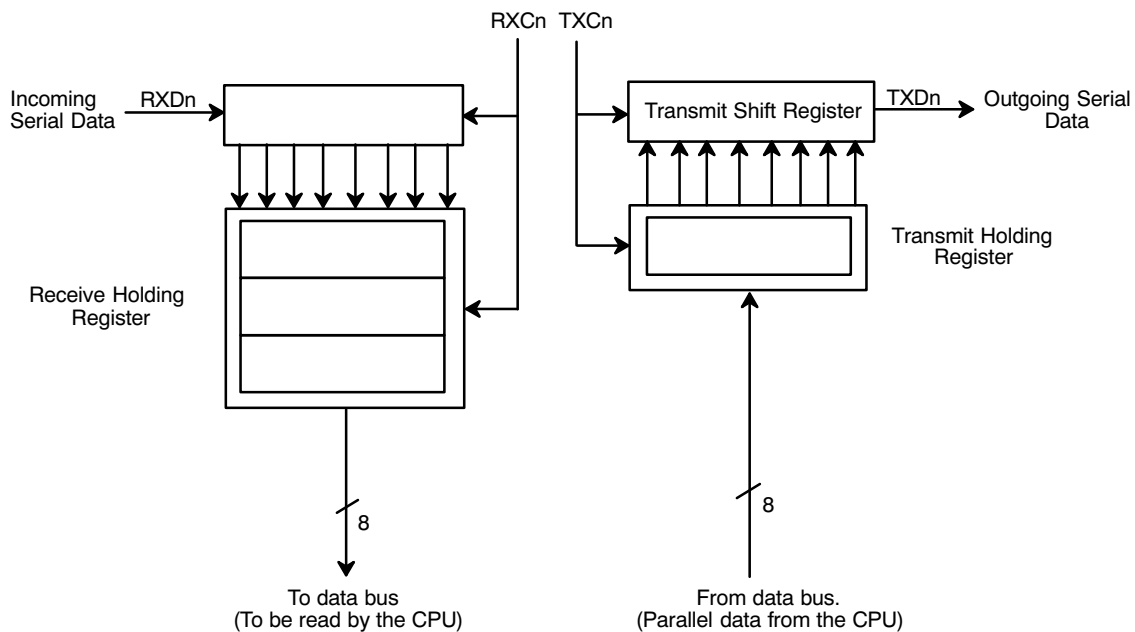 RXCn TXCn
Incoming
Serial Data
RXDn
Transmit Shift Register
TXDn
Outgoing Serial
Data
Receive Holding
Register
Transmit Holding
Register
8
8
To data bus
(To be read by the CPU)
From data bus.
(Parallel data from the CPU)